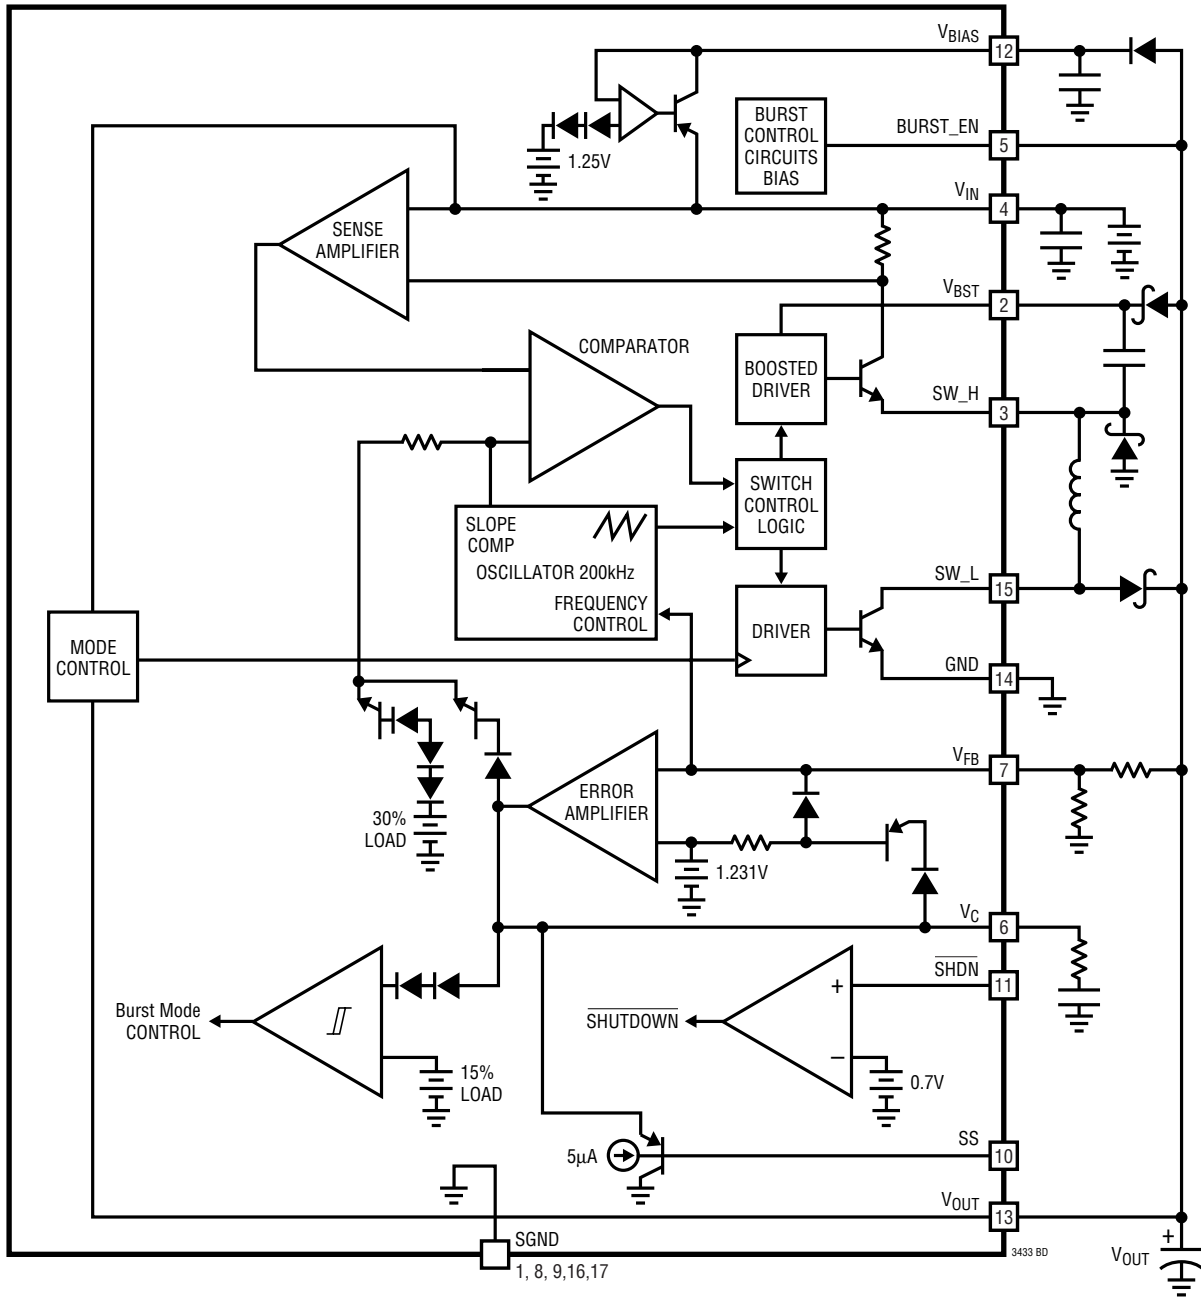 VBIAS
12
BURST
CONTROL
CIRCUITS
BIAS
BURST_EN
5
1.25V
VIN
4
SENSE
AMPLIFIER
VBST
2
COMPARATOR
BOOSTED
DRIVER
SW_H
3
SWITCH
CONTROL
LOGIC
SLOPE
COMP
OSCILLATOR 200kHz
FREQUENCY
CONTROL
SW_L
15
DRIVER
MODE
CONTROL
GND
14
VFB
7
ERROR
AMPLIFIER
30%
LOAD
1.231V
VC
6
SHDN
11
+
Burst Mode
CONTROL
SHUTDOWN
–
15%
LOAD
0.7V
SS
10
5µA
VOUT
13
SGND
1, 8, 9,16,17
3433 BD
+
VOUT